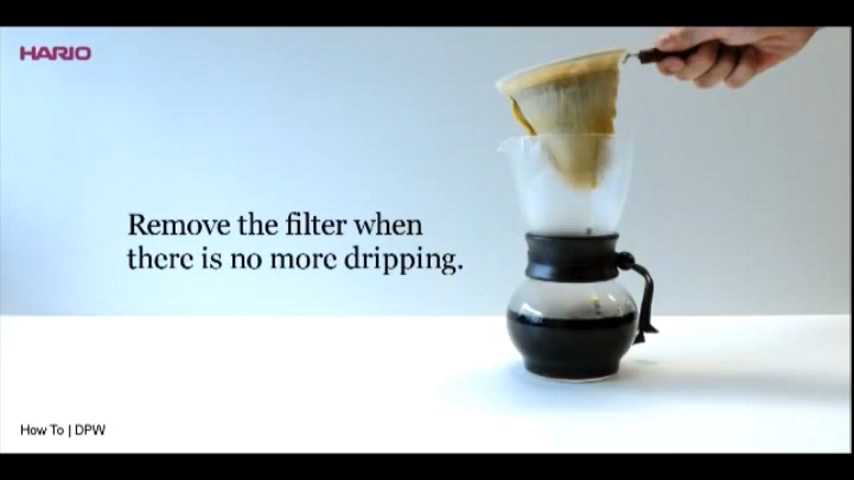 HARIO
Remove the filter when
there is no more dripping.
How To | DPW